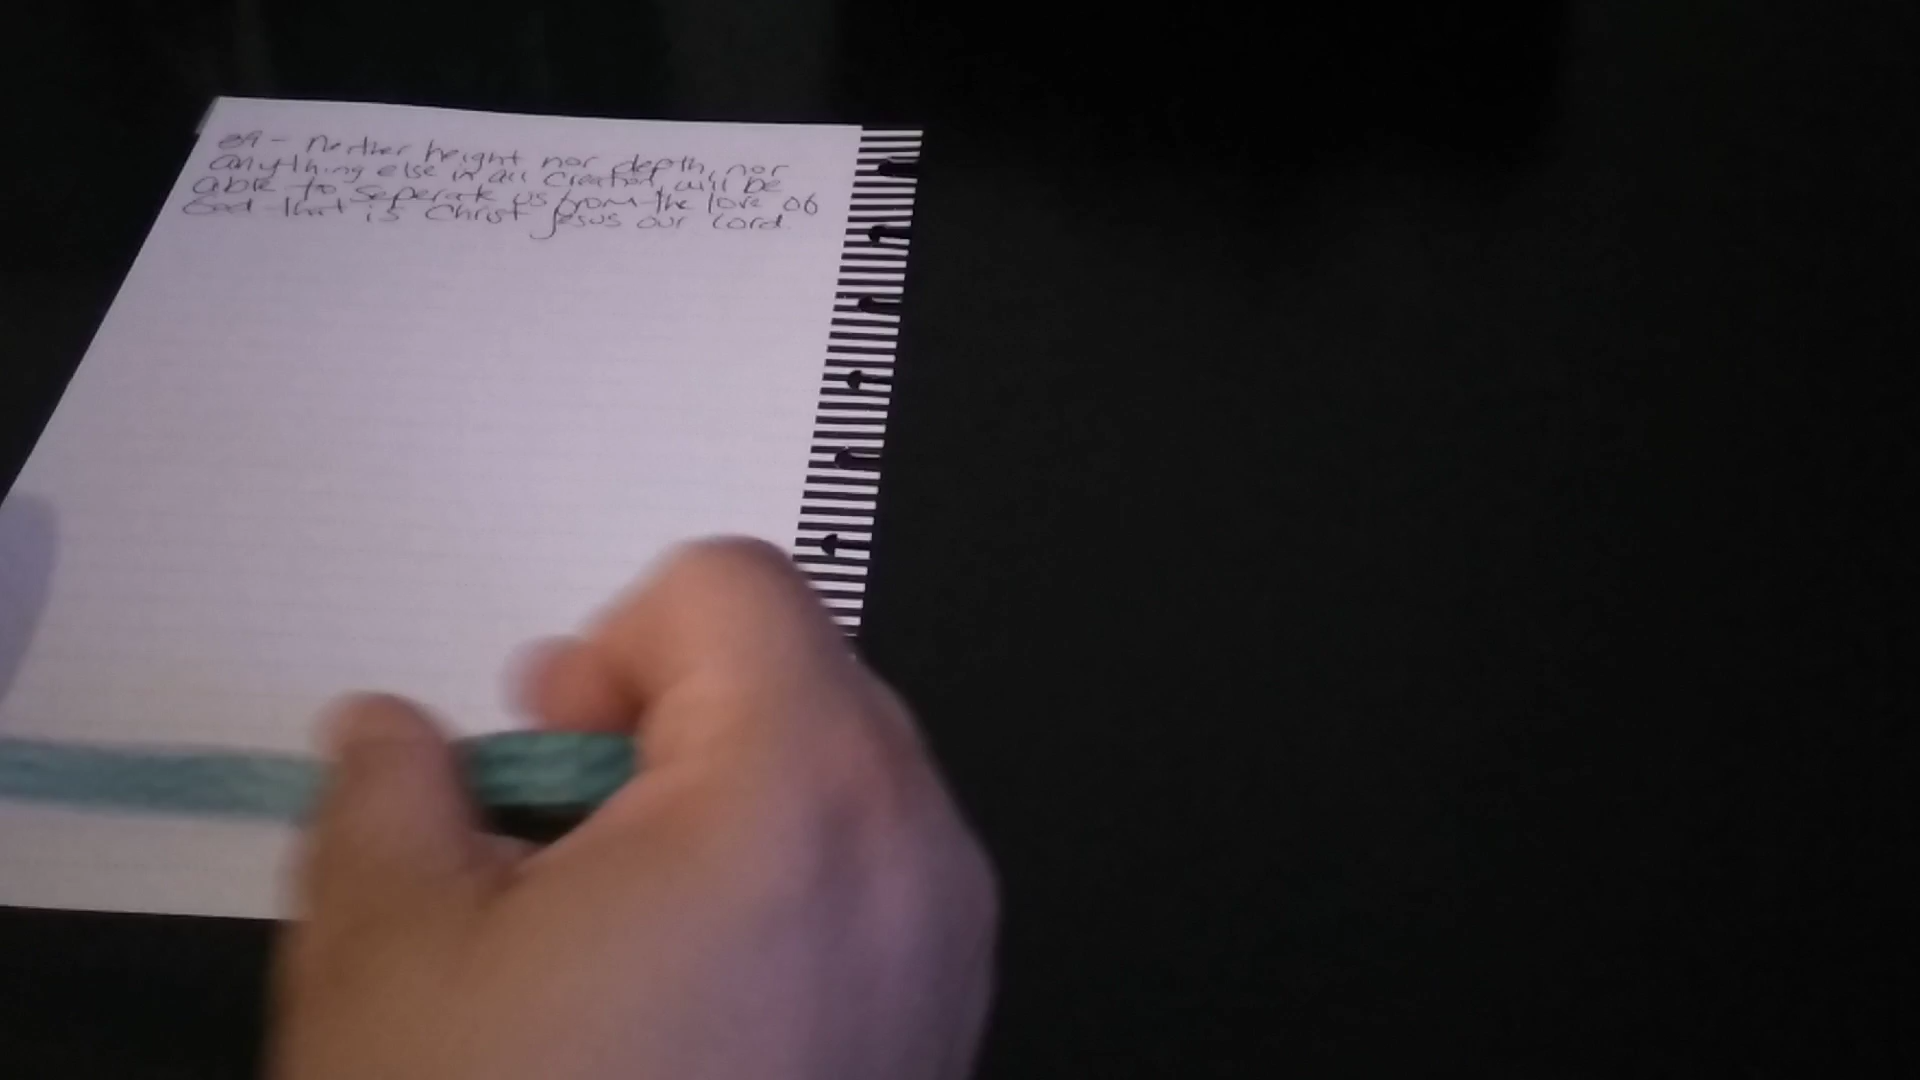 39 - Neither height nor depth, nor
anything else in all creation, will be
able to seperate us from the love of
God that is Christ Jesus our Lord.